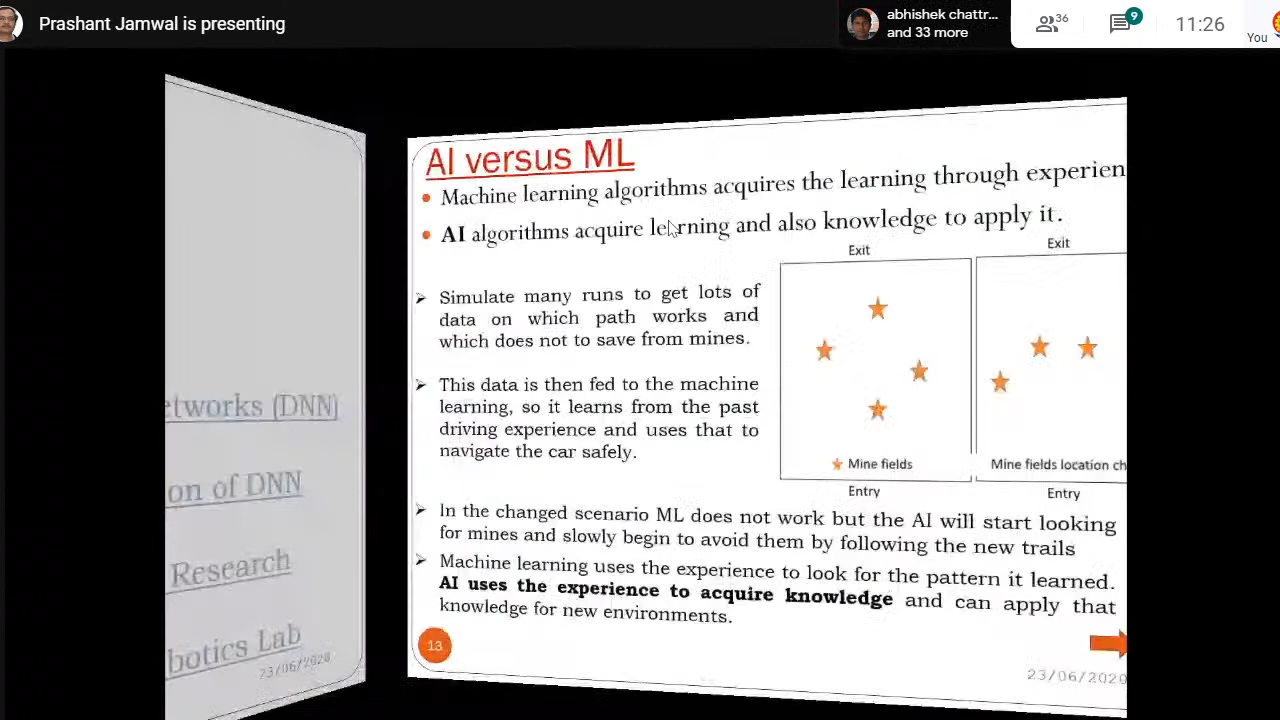 Prashant Jamwal is presenting
abhishek chattr...
and 33 more
36
9
11:26
You
etworks (DNN)
on of DNN
Research
botics Lab
23/06/2020
AI versus ML
• Machine learning algorithms acquires the learning through experien
• AI algorithms acquire learning and also knowledge to apply it.
➢ Simulate many runs to get lots of
data on which path works and
which does not to save from mines.
➢ This data is then fed to the machine
learning, so it learns from the past
driving experience and uses that to
navigate the car safely.
Exit
Mine fields
Entry
Exit
Mine fields location ch
Entry
➢ In the changed scenario ML does not work but the AI will start looking
for mines and slowly begin to avoid them by following the new trails
➢ Machine learning uses the experience to look for the pattern it learned.
AI uses the experience to acquire knowledge and can apply that
knowledge for new environments.
13
23/06/2020